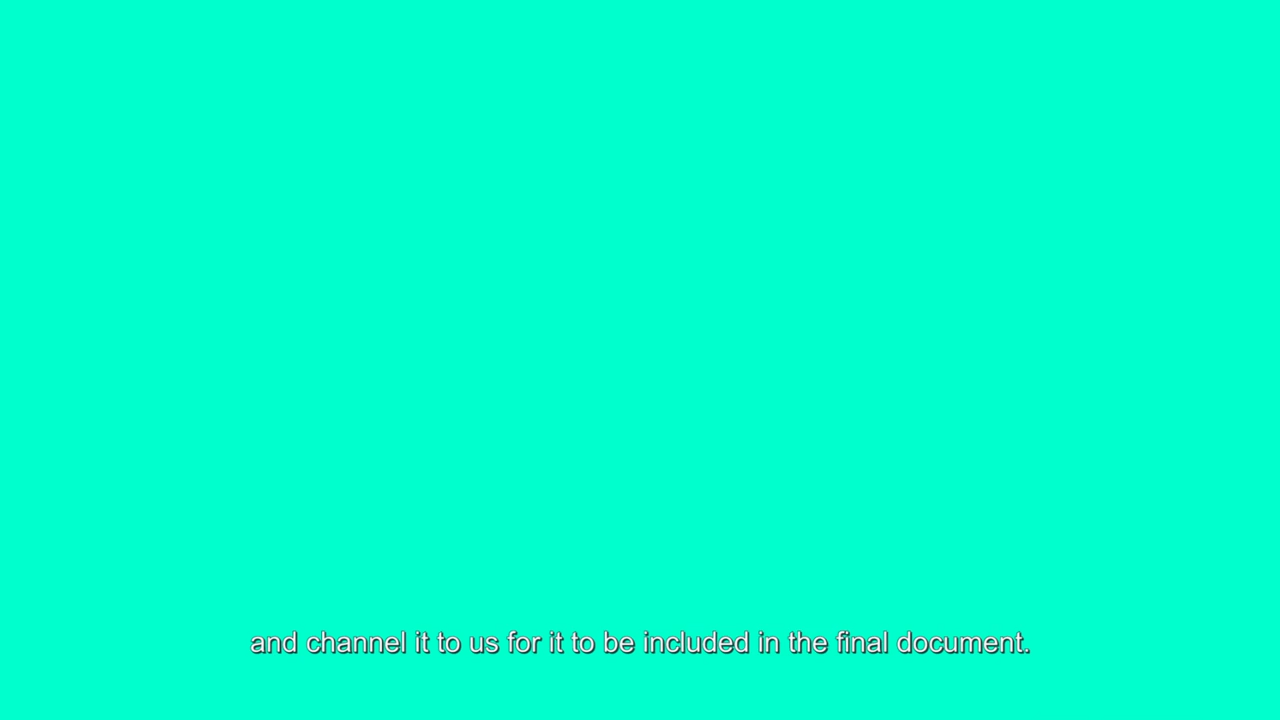 and channel it to us for it to be included in the final document.